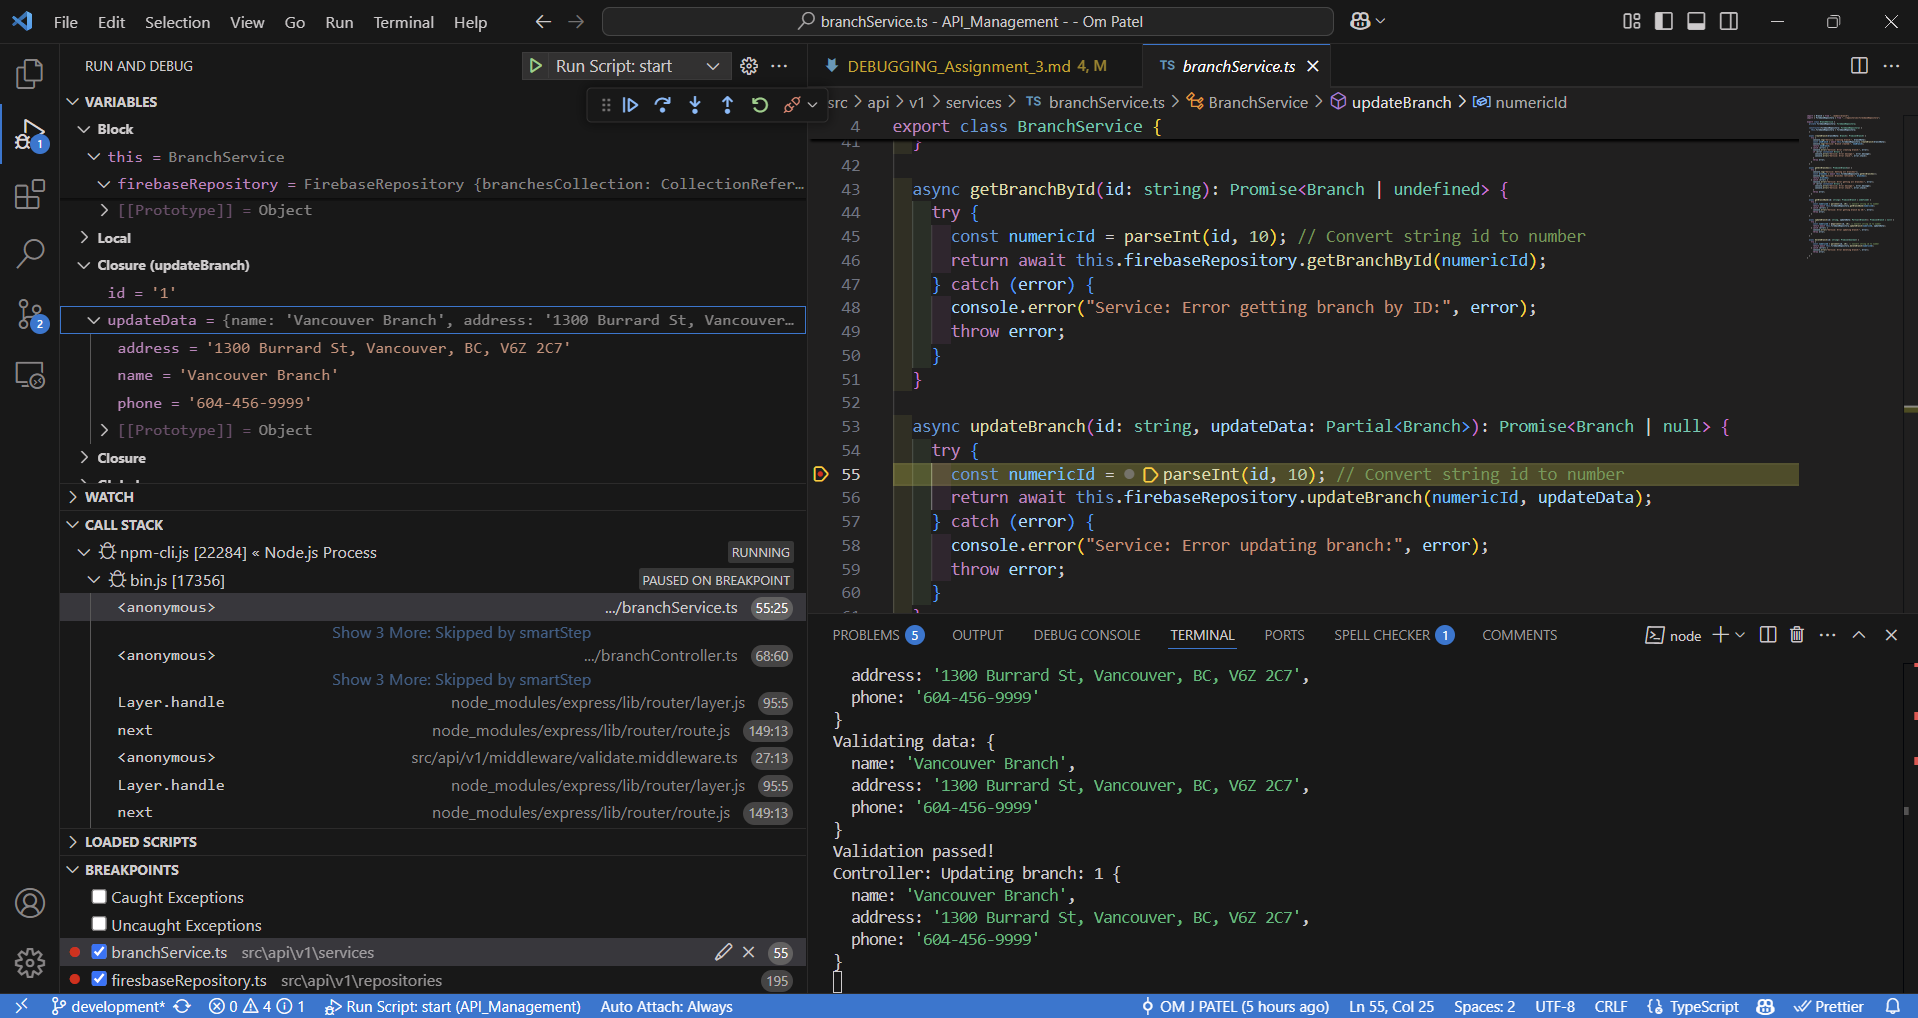 File Edit Selection View Go Run Terminal Help
branchService.ts - API_Management - - Om Patel
RUN AND DEBUG
Run Script: start
VARIABLES
Block
this = BranchService
firebaseRepository = FirebaseRepository {branchesCollection: CollectionRefer…
[[Prototype]] = Object
Local
Closure (updateBranch)
id = '1'
updateData = {name: 'Vancouver Branch', address: '1300 Burrard St, Vancouver…
address = '1300 Burrard St, Vancouver, BC, V6Z 2C7'
name = 'Vancouver Branch'
phone = '604-456-9999'
[[Prototype]] = Object
Closure
WATCH
CALL STACK
npm-cli.js [22284] « Node.js Process RUNNING
bin.js [17356] PAUSED ON BREAKPOINT
<anonymous> .../branchService.ts 55:25
Show 3 More: Skipped by smartStep
<anonymous> .../branchController.ts 68:60
Show 3 More: Skipped by smartStep
Layer.handle node_modules/express/lib/router/layer.js 95:5
next node_modules/express/lib/router/route.js 149:13
<anonymous> src/api/v1/middleware/validate.middleware.ts 27:13
Layer.handle node_modules/express/lib/router/layer.js 95:5
next node_modules/express/lib/router/route.js 149:13
LOADED SCRIPTS
BREAKPOINTS
Caught Exceptions
Uncaught Exceptions
branchService.ts src\api\v1\services 55
firesbaseRepository.ts src\api\v1\repositories 195
DEBUGGING_Assignment_3.md 4, M
TS branchService.ts
src > api > v1 > services > TS branchService.ts > BranchService > updateBranch > numericId
4 export class BranchService {
41 }
42
43 async getBranchById(id: string): Promise<Branch | undefined> {
44 try {
45 const numericId = parseInt(id, 10); // Convert string id to number
46 return await this.firebaseRepository.getBranchById(numericId);
47 } catch (error) {
48 console.error("Service: Error getting branch by ID:", error);
49 throw error;
50 }
51 }
52
53 async updateBranch(id: string, updateData: Partial<Branch>): Promise<Branch | null> {
54 try {
55 const numericId = parseInt(id, 10); // Convert string id to number
56 return await this.firebaseRepository.updateBranch(numericId, updateData);
57 } catch (error) {
58 console.error("Service: Error updating branch:", error);
59 throw error;
60 }
PROBLEMS 5 OUTPUT DEBUG CONSOLE TERMINAL PORTS SPELL CHECKER 1 COMMENTS node
address: '1300 Burrard St, Vancouver, BC, V6Z 2C7',
phone: '604-456-9999'
}
Validating data: {
name: 'Vancouver Branch',
address: '1300 Burrard St, Vancouver, BC, V6Z 2C7',
phone: '604-456-9999'
}
Validation passed!
Controller: Updating branch: 1 {
name: 'Vancouver Branch',
address: '1300 Burrard St, Vancouver, BC, V6Z 2C7',
phone: '604-456-9999'
}
1
2
development* 0 4 1 Run Script: start (API_Management) Auto Attach: Always OM J PATEL (5 hours ago) Ln 55, Col 25 Spaces: 2 UTF-8 CRLF TypeScript Prettier